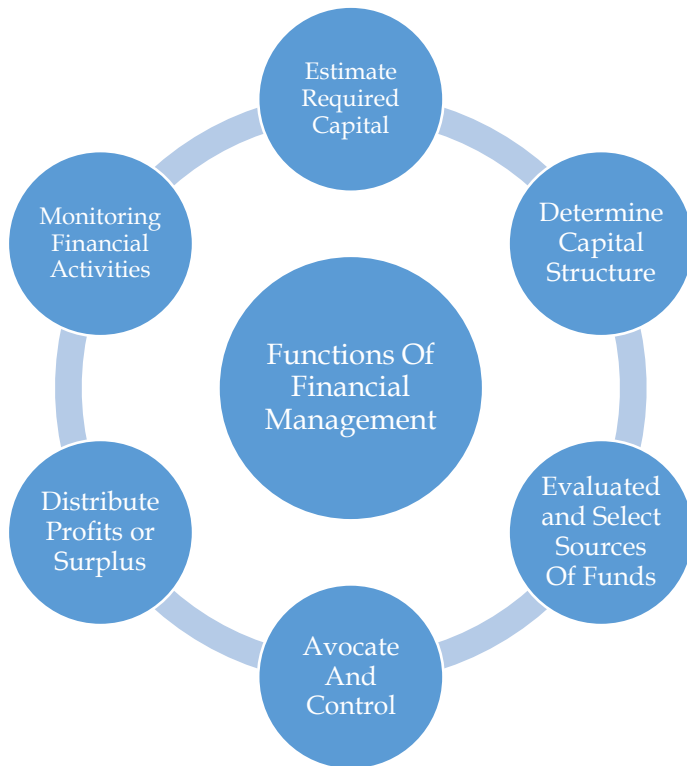 Estimate
Required
Capital
Determine
Capital
Structure
Evaluated
and Select
Sources
Of Funds
Avocate
And
Control
Distribute
Profits or
Surplus
Monitoring
Financial
Activities
Functions Of
Financial
Management